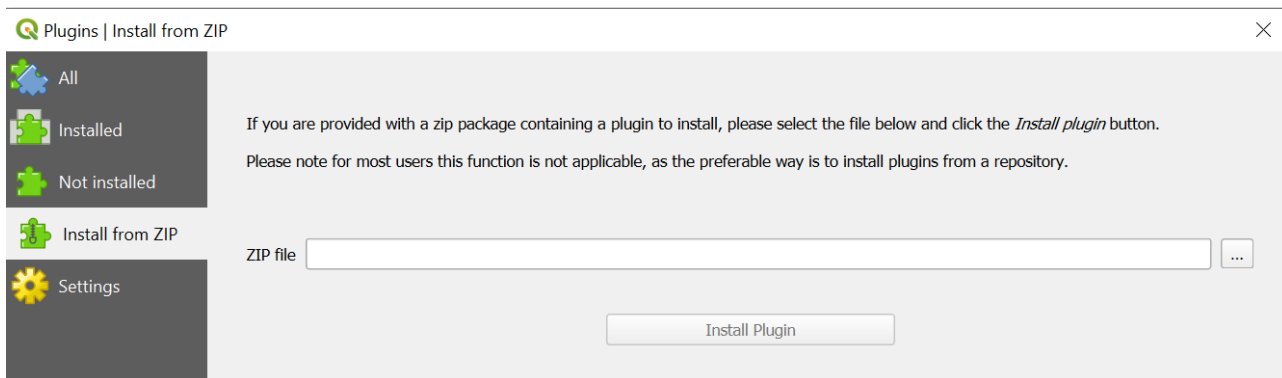 Plugins | Install from ZIP
All
Installed
Not installed
Install from ZIP
Settings
If you are provided with a zip package containing a plugin to install, please select the file below and click the Install plugin button.
Please note for most users this function is not applicable, as the preferable way is to install plugins from a repository.
ZIP file
...
Install Plugin